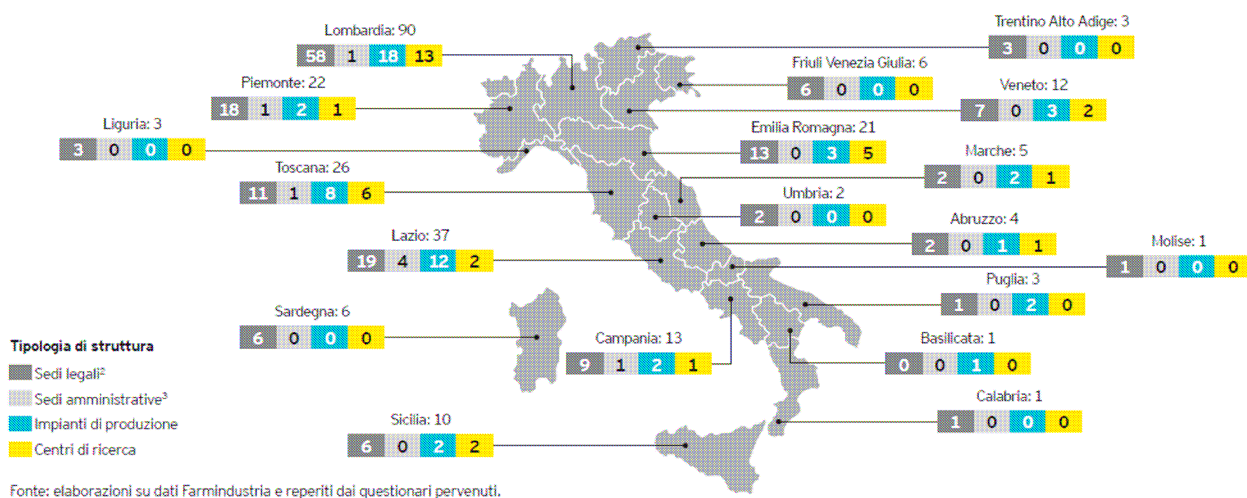 Lombardia: 90
58 1 18 13
Trentino Alto Adige: 3
3 0 0 0
Piemonte: 22
18 1 2 1
Friuli Venezia Giulia: 6
6 0 0 0
Veneto: 12
7 0 3 2
Liguria: 3
3 0 0 0
Emilia Romagna: 21
13 0 3 5
Toscana: 26
11 1 8 6
Marche: 5
2 0 2 1
Umbria: 2
2 0 0 0
Abruzzo: 4
2 0 1 1
Lazio: 37
19 4 12 2
Molise: 1
1 0 0 0
Puglia: 3
1 0 2 0
Sardegna: 6
6 0 0 0
Campania: 13
9 1 2 1
Basilicata: 1
0 0 1 0
Calabria: 1
1 0 0 0
Sicilia: 10
6 0 2 2
Tipologia di struttura
Sedi legali²
Sedi amministrative³
Impianti di produzione
Centri di ricerca
Fonte: elaborazioni su dati Farmindustria e reperiti dai questionari pervenuti.